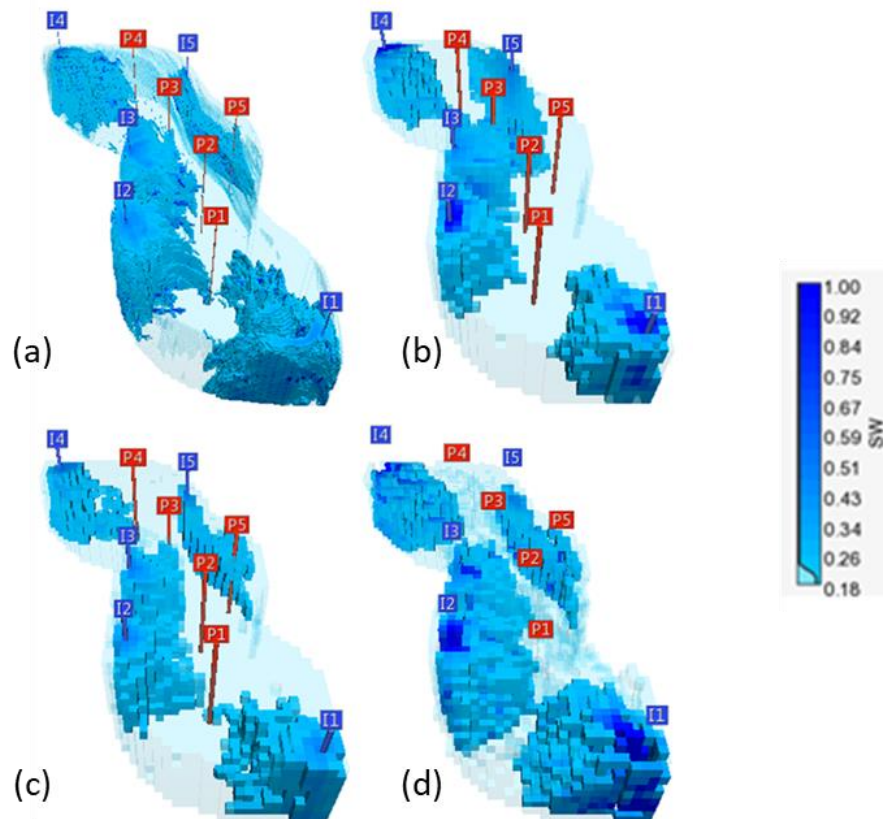 I4
P4
I5
P3
P5
I3
P2
I2
P1
I1
(a)
I4
P4
I5
P3
P5
I3
P2
I2
P1
I1
(b)
1.00
0.92
0.84
0.75
0.67
0.59
0.51
0.43
0.34
0.26
0.18
SW
I4
P4
I5
P3
P5
I3
P2
I2
P1
I1
(c)
I4
P4
I5
P3
P5
I3
P2
I2
P1
I1
(d)